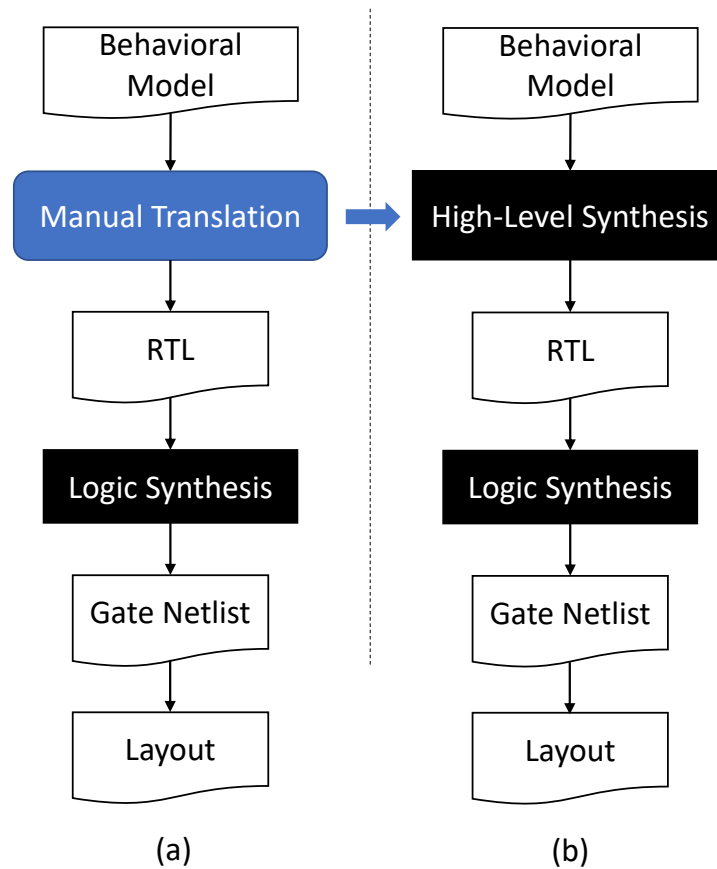 Behavioral
Model
Manual Translation
RTL
Logic Synthesis
Gate Netlist
Layout
(a)
Behavioral
Model
High-Level Synthesis
RTL
Logic Synthesis
Gate Netlist
Layout
(b)